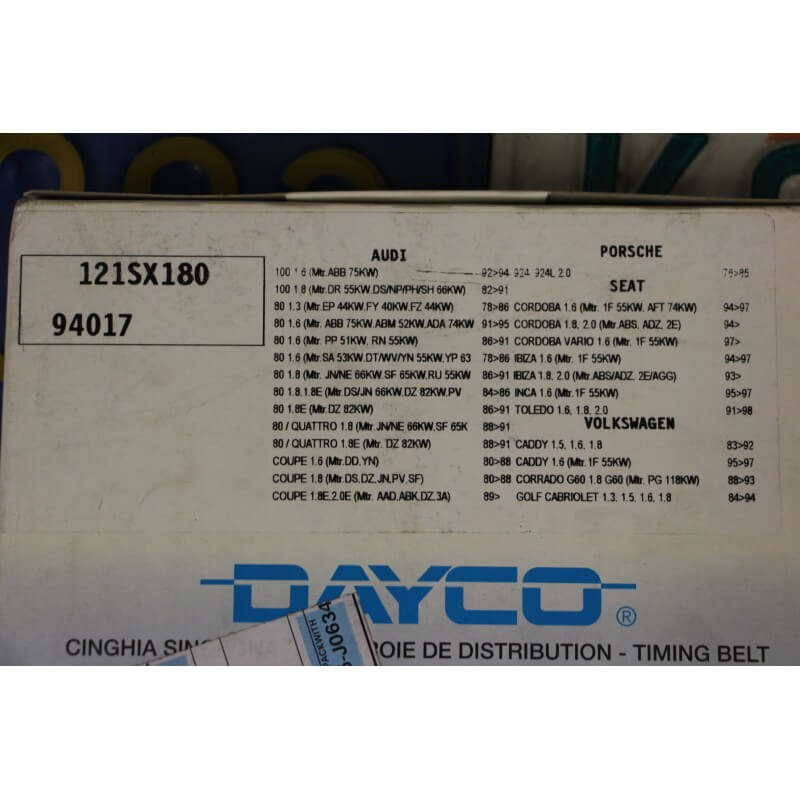 121SX180
94017
AUDI
100 1.6 (Mtr.ABB 75KW) 92>94
100 1.8 (Mtr.DR 55KW,DS/NP/PH/SH 66KW) 82>91
80 1.3 (Mtr.EP 44KW,FY 40KW,FZ 44KW) 78>86
80 1.6 (Mtr. ABB 75KW,ABM 52KW,ADA 74KW 91>95
80 1.6 (Mtr. PP 51KW, RN 55KW) 86>91
80 1.6 (Mtr.SA 53KW,DT/WV/YN 55KW,YP 63 78>86
80 1.8 (Mtr. JN/NE 66KW,SF 65KW,RU 55KW 86>91
80 1.8,1.8E (Mtr.DS/JN 66KW,DZ 82KW,PV 84>86
80 1.8E (Mtr.DZ 82KW) 86>91
80 / QUATTRO 1.8 (Mtr.JN/NE 66KW,SF 65K 88>91
80 / QUATTRO 1.8E (Mtr. DZ 82KW) 88>91
COUPE 1.6 (Mtr.DD,YN) 80>88
COUPE 1.8 (Mtr.DS,DZ,JN,PV,SF) 80>88
COUPE 1.8E,2.0E (Mtr. AAD,ABK,DZ,3A) 89>
PORSCHE
924 924L 2.0 76>85
SEAT
CORDOBA 1.6 (Mtr. 1F 55KW, AFT 74KW) 94>97
CORDOBA 1.8, 2.0 (Mtr.ABS, ADZ, 2E) 94>
CORDOBA VARIO 1.6 (Mtr. 1F 55KW) 97>
IBIZA 1.6 (Mtr. 1F 55KW) 94>97
IBIZA 1.8, 2.0 (Mtr.ABS/ADZ, 2E/AGG) 93>
INCA 1.6 (Mtr.1F 55KW) 95>97
TOLEDO 1.6, 1.8, 2.0 91>98
VOLKSWAGEN
CADDY 1.5, 1.6, 1.8 83>92
CADDY 1.6 (Mtr. 1F 55KW) 95>97
CORRADO G60 1.8 G60 (Mtr. PG 118KW) 88>93
GOLF CABRIOLET 1.3, 1.5, 1.6, 1.8 84>94
DAYCO®
CINGHIA ROIE DE DISTRIBUTION - TIMING BELT
PACKWITH
-J0634